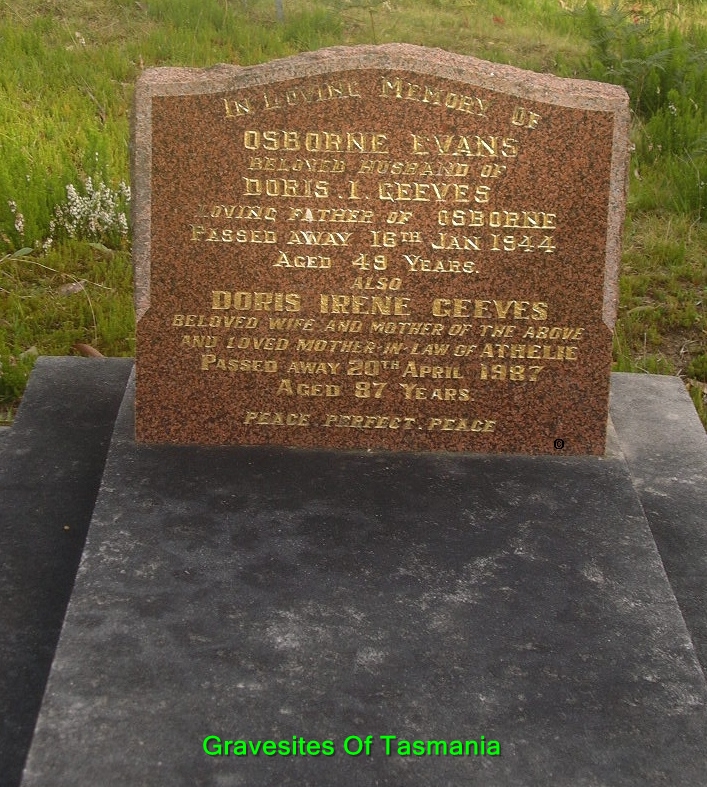 In Loving Memory Of
OSBORNE EVANS
BELOVED HUSBAND OF
DORIS . I . GEEVES
LOVING FATHER OF OSBORNE
PASSED AWAY 16TH JAN 1944
AGED 49 YEARS.
ALSO
DORIS IRENE GEEVES
BELOVED WIFE AND MOTHER OF THE ABOVE
AND LOVED MOTHER-IN-LAW OF ATHELIE
PASSED AWAY 20TH APRIL 1987
AGED 87 YEARS.
PEACE PERFECT PEACE
Gravesites Of Tasmania